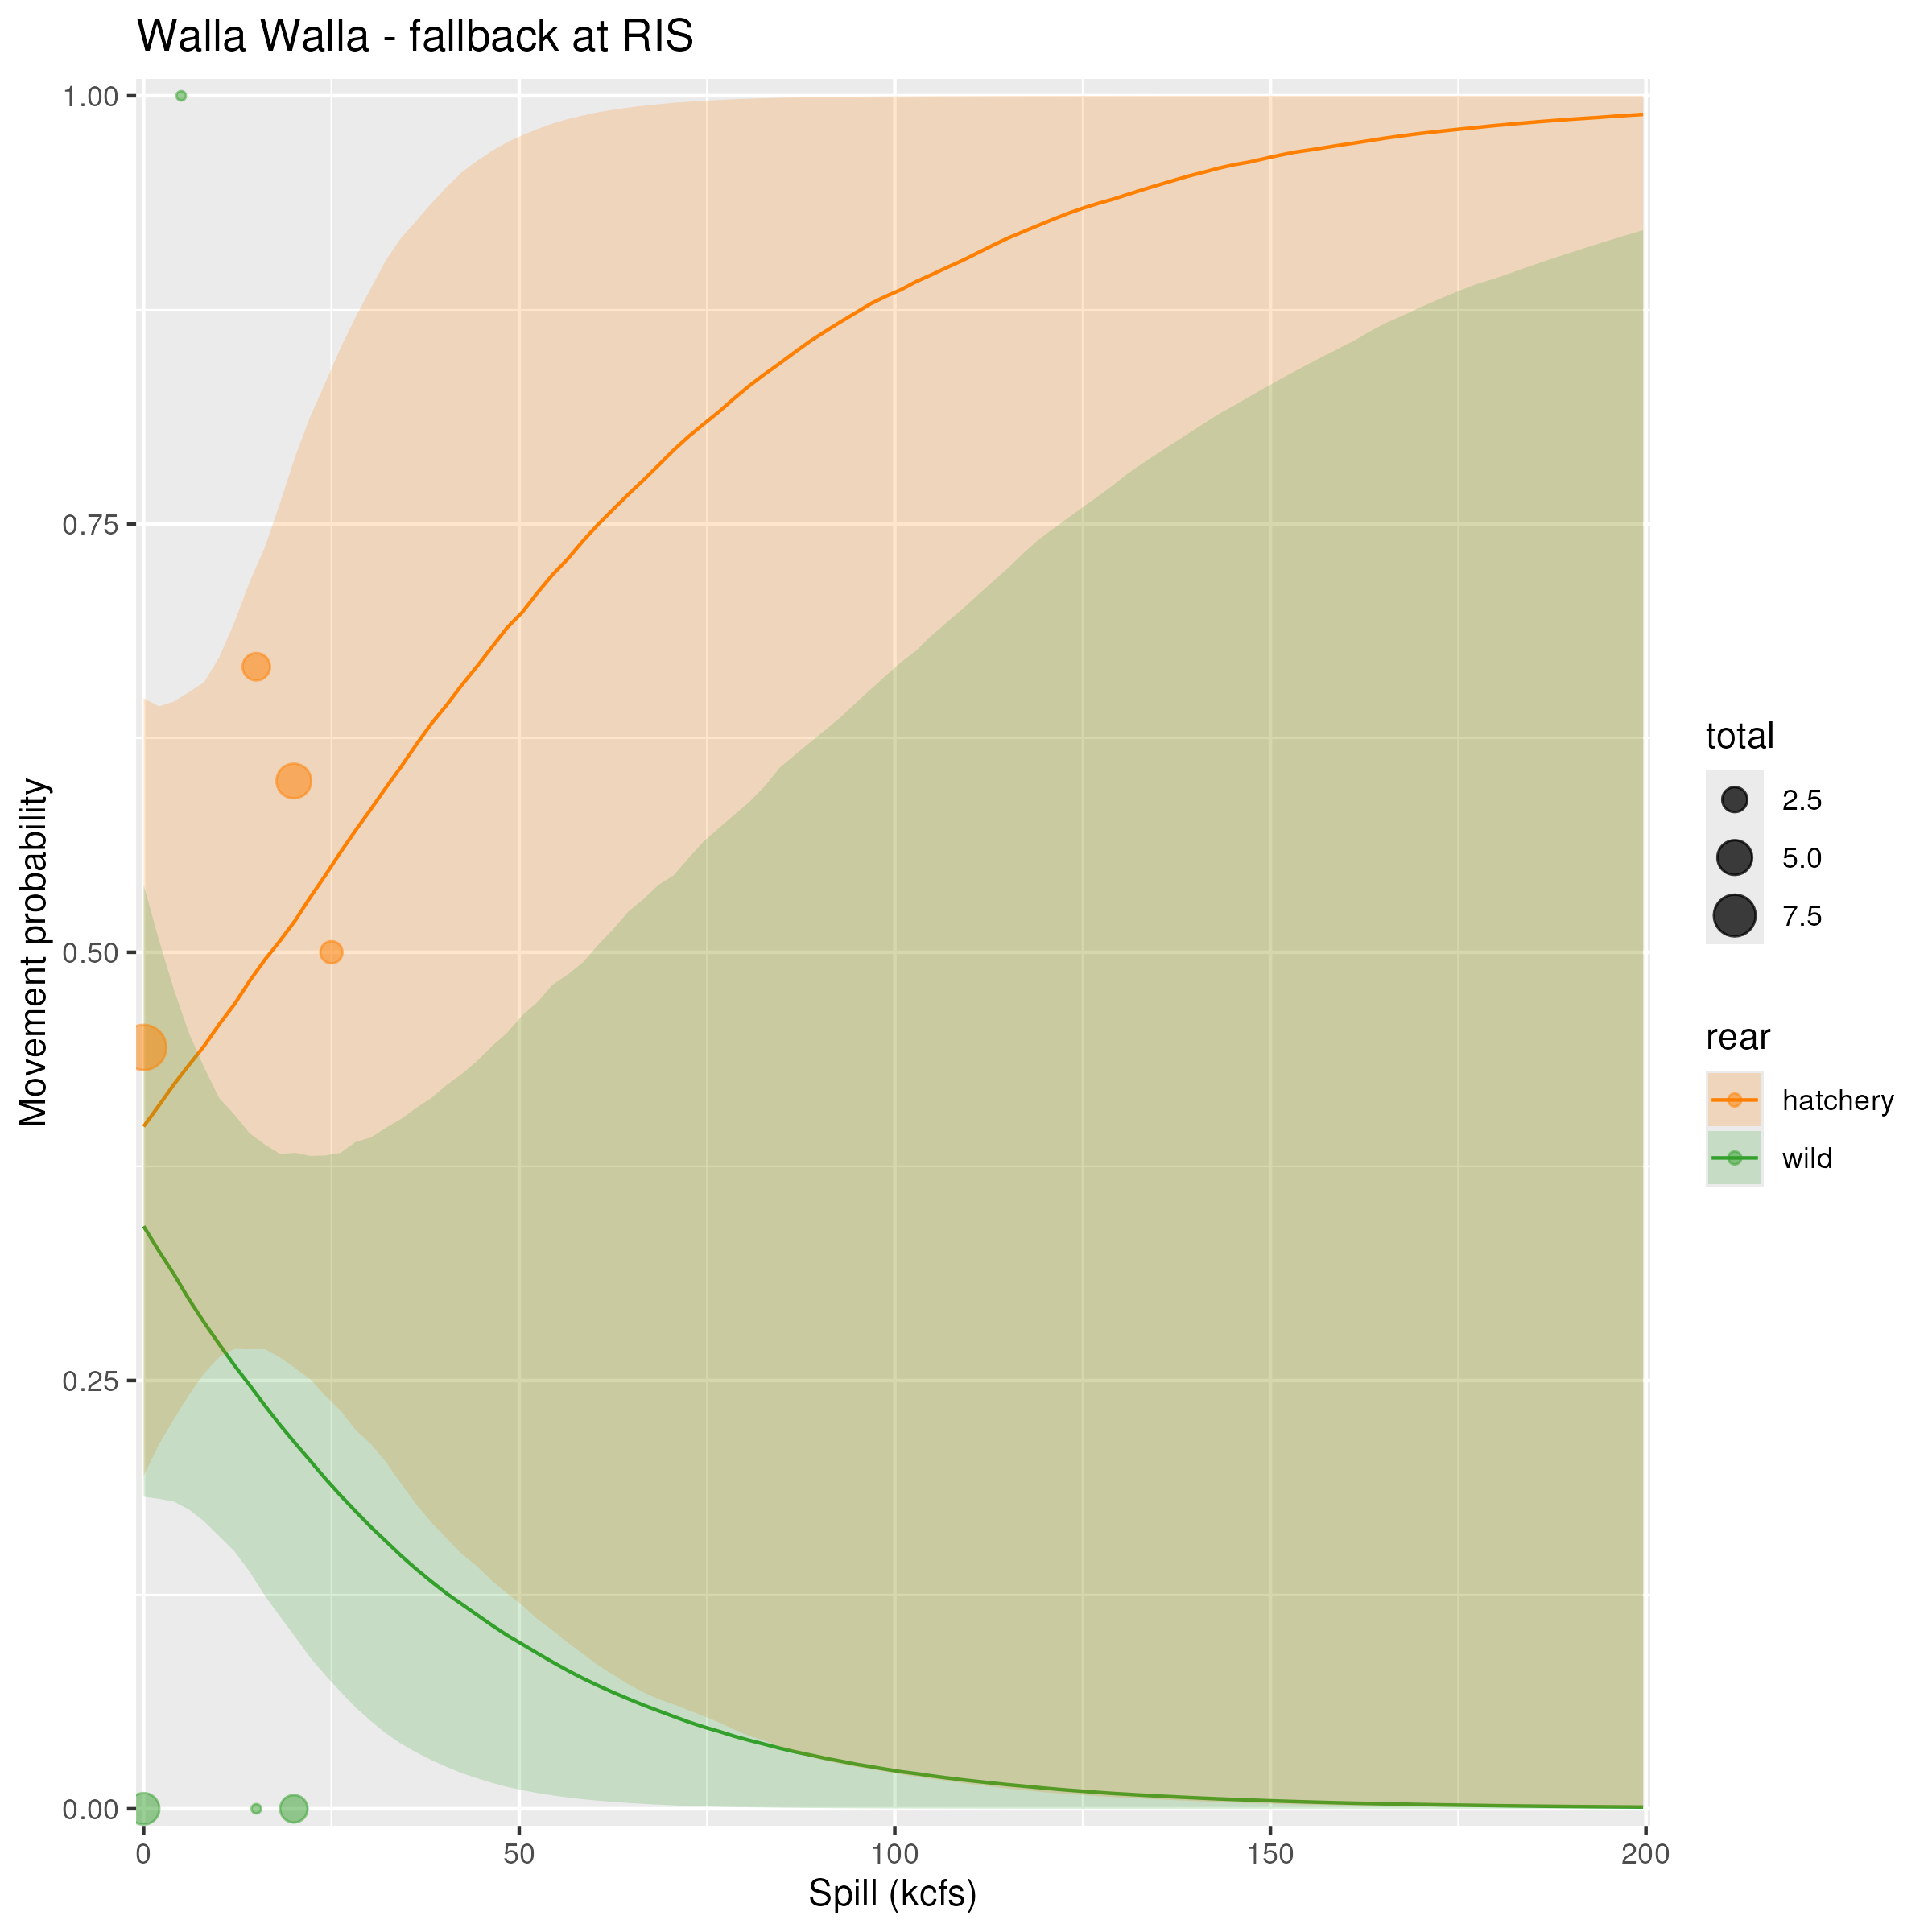 Walla Walla - fallback at RIS
Movement probability
1.00
0.75
0.50
0.25
0.00
0
50
100
150
200
Spill (kcfs)
total
2.5
5.0
7.5
rear
hatchery
wild